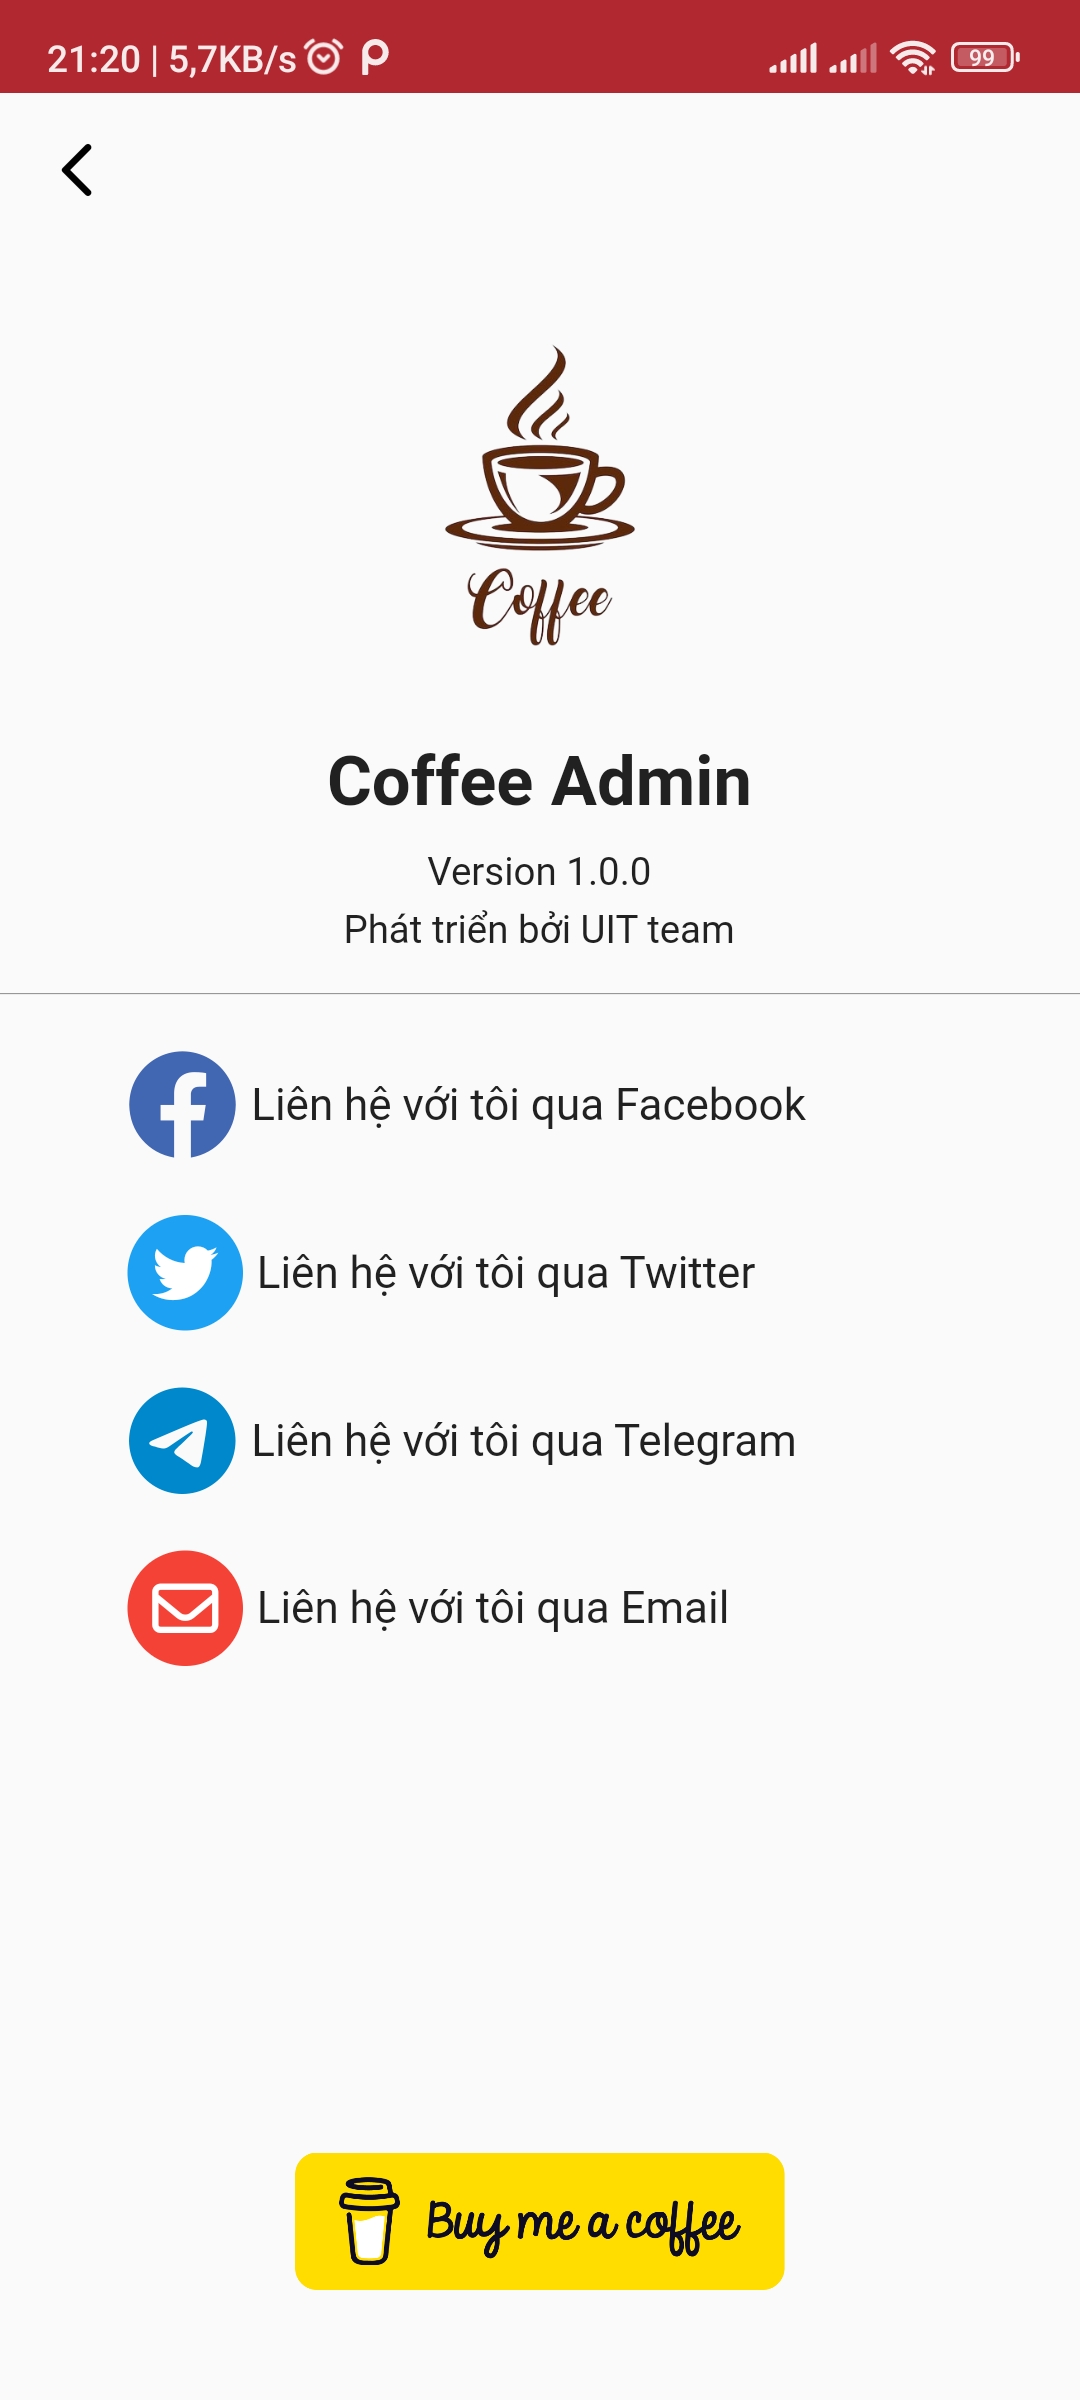 21:20 | 5,7KB/s
99
Coffee
Coffee Admin
Version 1.0.0
Phát triển bởi UIT team
Liên hệ với tôi qua Facebook
Liên hệ với tôi qua Twitter
Liên hệ với tôi qua Telegram
Liên hệ với tôi qua Email
Buy me a coffee